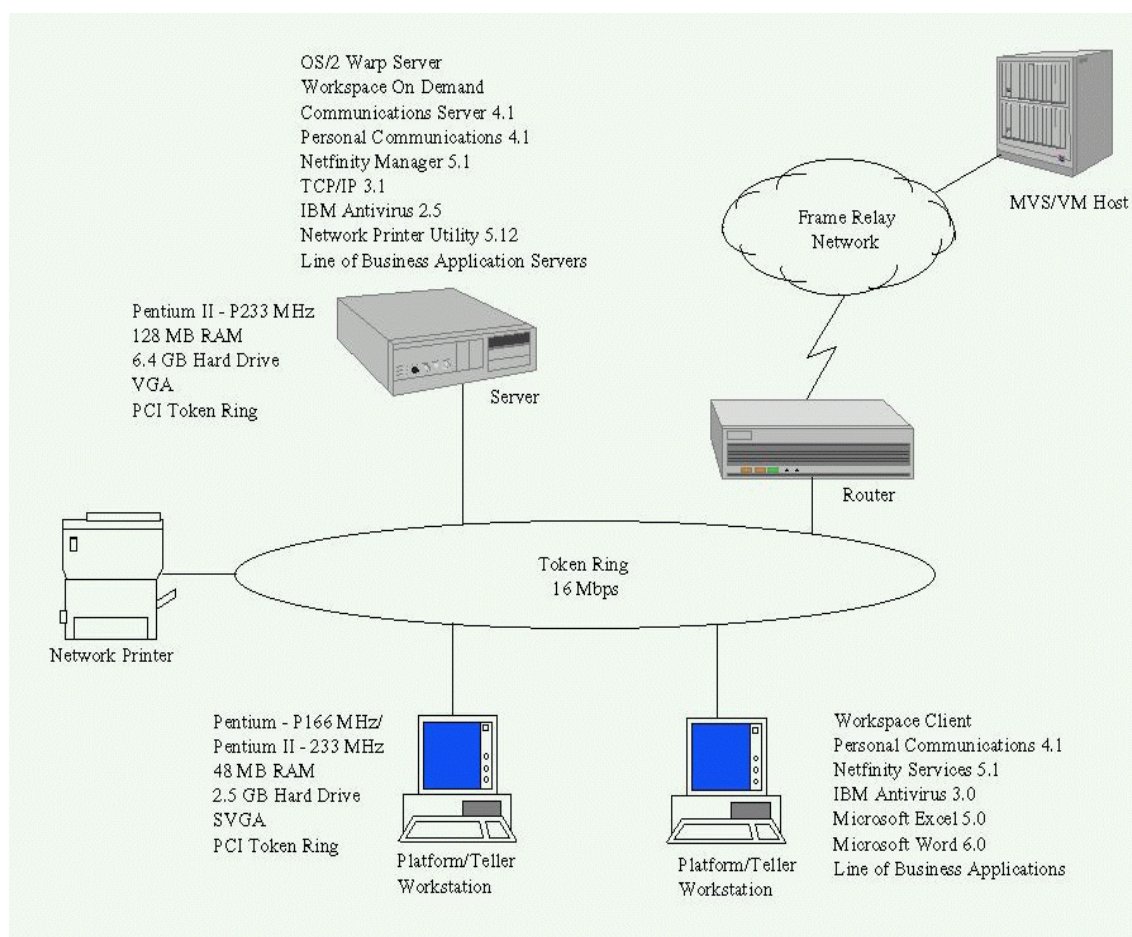 OS/2 Warp Server
Workspace On Demand
Communications Server 4.1
Personal Communications 4.1
Netfinity Manager 5.1
TCP/IP 3.1
IBM Antivirus 2.5
Network Printer Utility 5.12
Line of Business Application Servers
MVS/VM Host
Frame Relay
Network
Pentium II - P233 MHz
128 MB RAM
6.4 GB Hard Drive
VGA
PCI Token Ring
Server
Router
Token Ring
16 Mbps
Network Printer
Pentium - P166 MHz/
Pentium II - 233 MHz
48 MB RAM
2.5 GB Hard Drive
SVGA
PCI Token Ring
Platform/Teller
Workstation
Platform/Teller
Workstation
Workspace Client
Personal Communications 4.1
Netfinity Services 5.1
IBM Antivirus 3.0
Microsoft Excel 5.0
Microsoft Word 6.0
Line of Business Applications